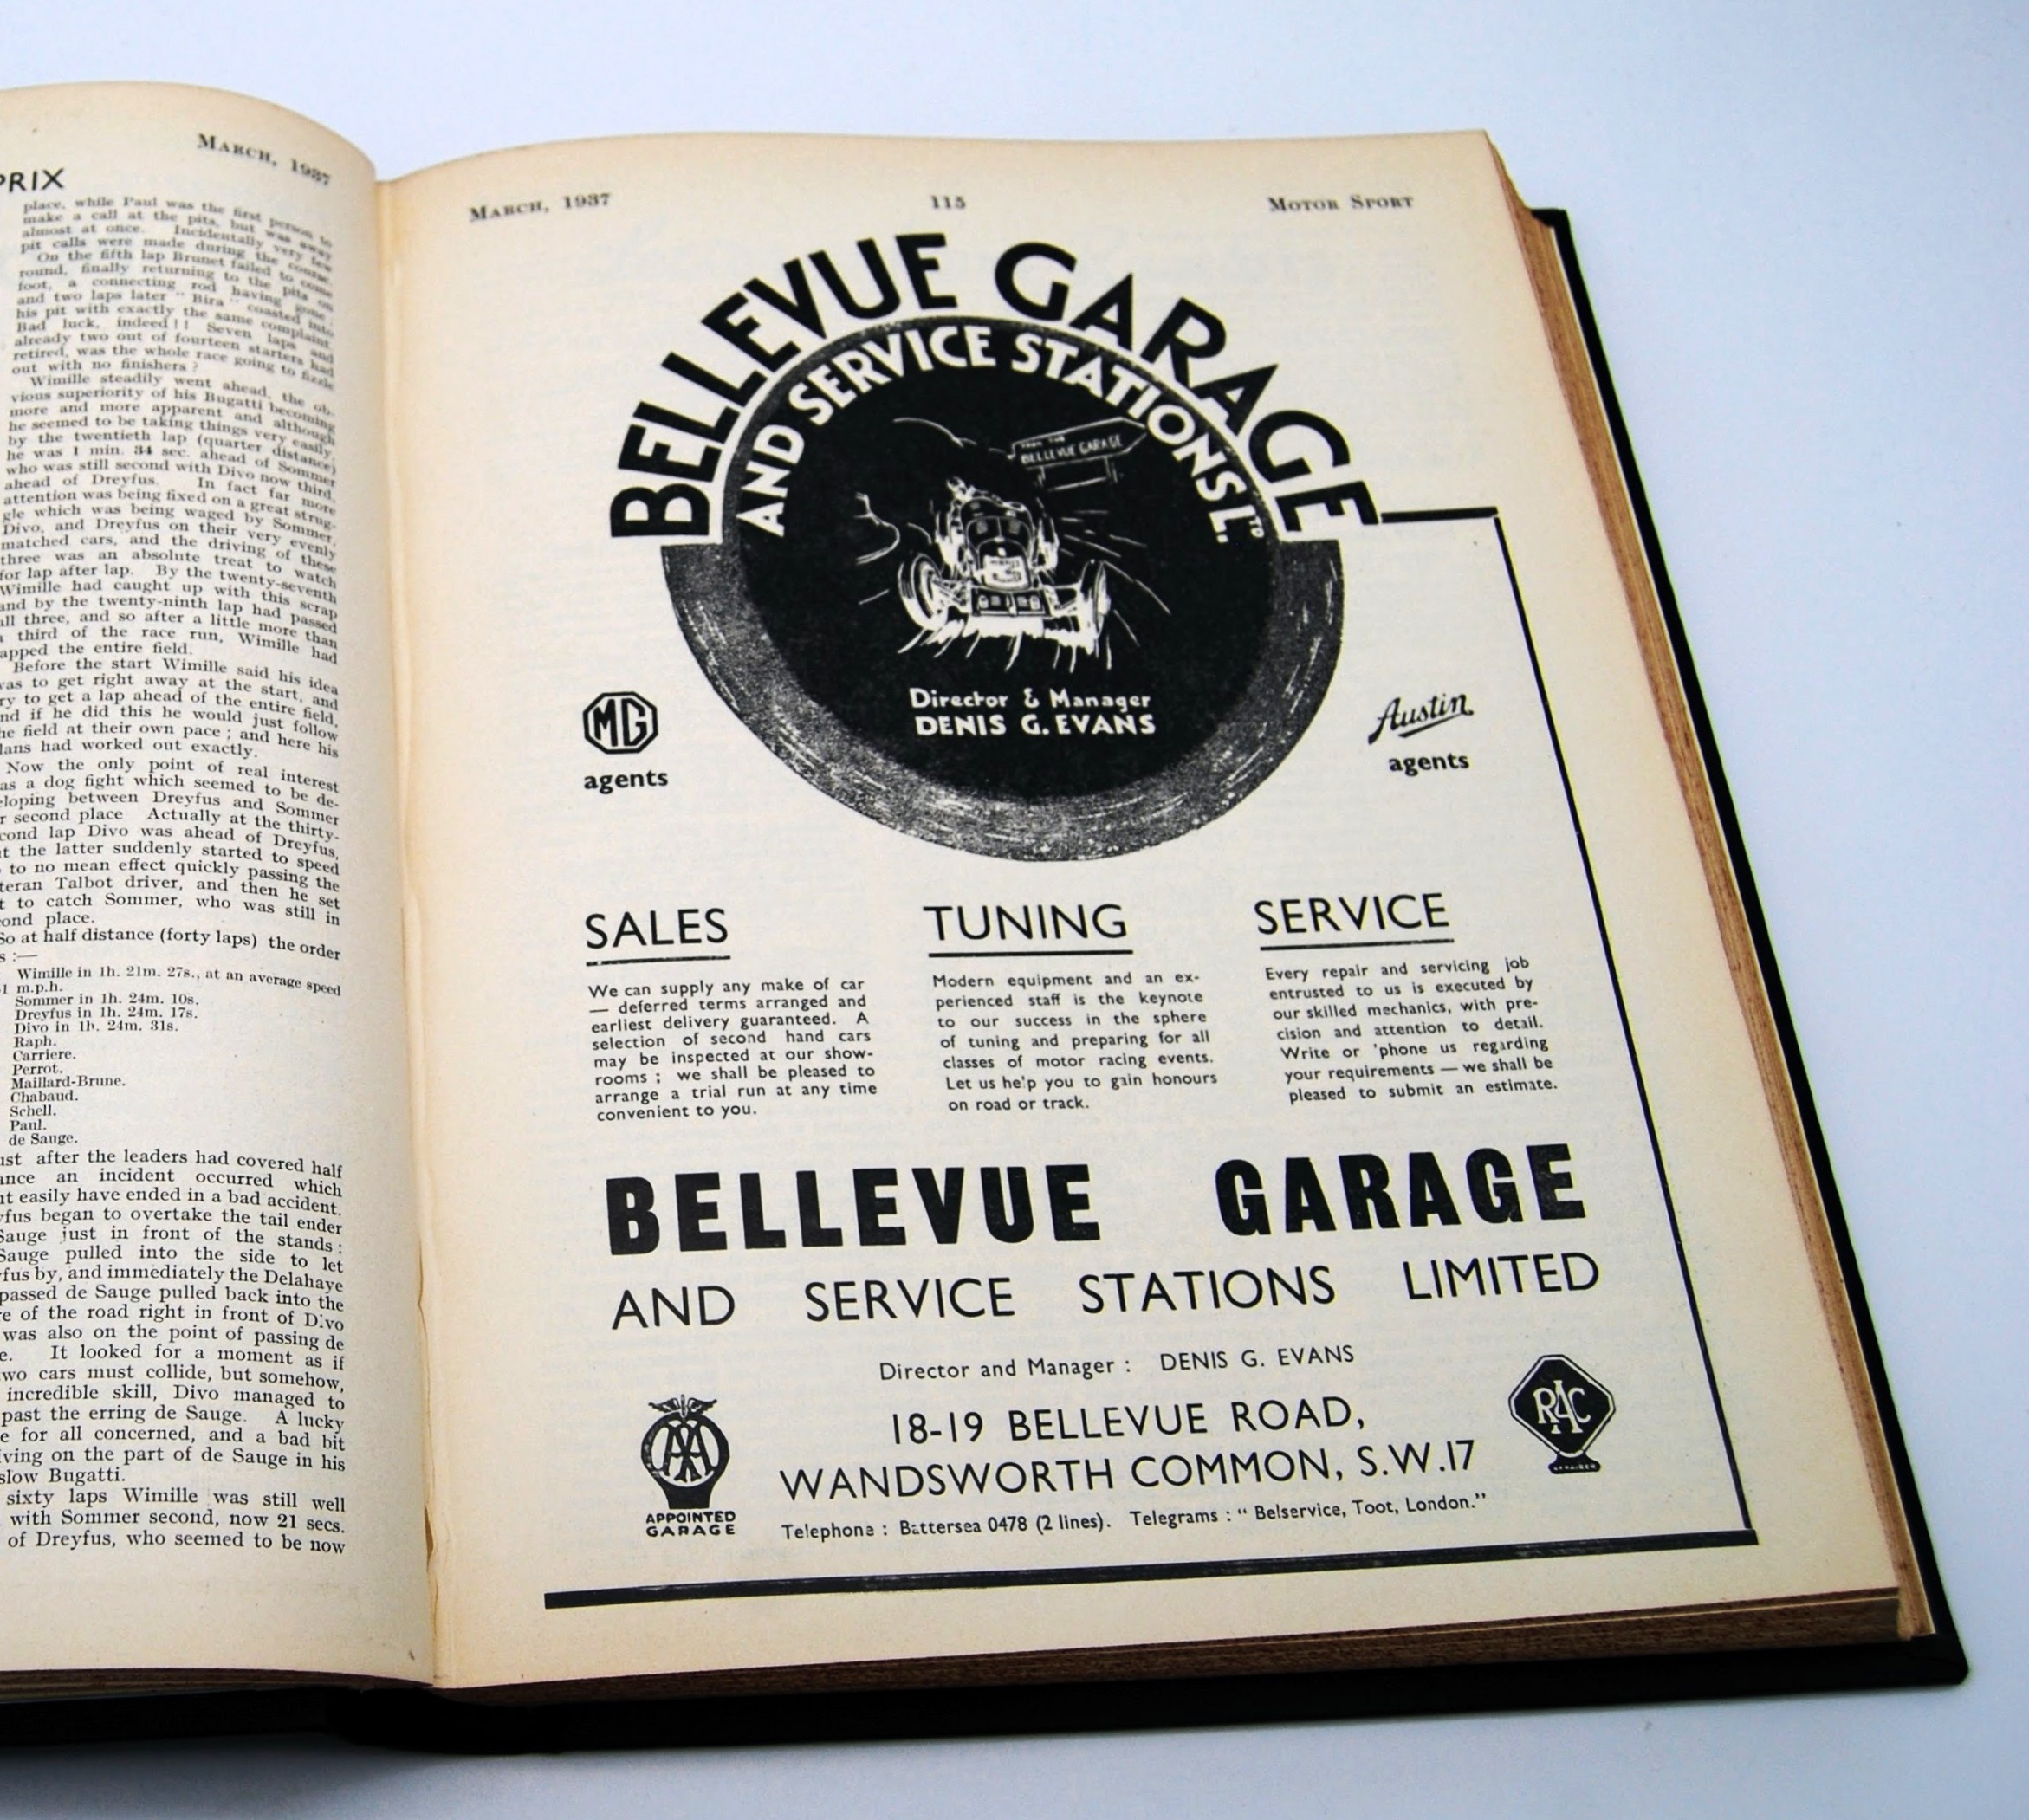 MARCH, 1937
PRIX
place, while Paul was the first person to
make a call at the pits, but was away
almost at once. Incidentally very few
pit calls were made during the course.
On the fifth lap Brunet failed to come
round, finally returning to the pits on
foot, a connecting rod having gone,
and two laps later "Bira" coasted into
his pit with exactly the same complaint.
Bad luck, indeed!! Seven laps and
already two out of fourteen starters had
retired, was the whole race going to fizzle
out with no finishers?
Wimille steadily went ahead, the ob-
vious superiority of his Bugatti becoming
more and more apparent and although
he seemed to be taking things very easily,
by the twentieth lap (quarter distance)
he was 1 min. 34 sec. ahead of Sommer
who was still second with Divo now third,
ahead of Dreyfus. In fact far more
attention was being fixed on a great strug-
gle which was being waged by Sommer,
Divo, and Dreyfus on their very evenly
matched cars, and the driving of these
three was an absolute treat to watch
for lap after lap. By the twenty-seventh
Wimille had caught up with this scrap
and by the twenty-ninth lap had passed
all three, and so after a little more than
third of the race run, Wimille had
apped the entire field.
Before the start Wimille said his idea
was to get right away at the start, and
ry to get a lap ahead of the entire field,
nd if he did this he would just follow
he field at their own pace; and here his
lans had worked out exactly.
Now the only point of real interest
as a dog fight which seemed to be de-
eloping between Dreyfus and Sommer
r second place Actually at the thirty-
cond lap Divo was ahead of Dreyfus,
t the latter suddenly started to speed
to no mean effect quickly passing the
teran Talbot driver, and then he set
t to catch Sommer, who was still in
ond place.
So at half distance (forty laps) the order
s :—
Wimille in 1h. 21m. 27s., at an average speed
1 m.p.h.
Sommer in 1h. 24m. 10s.
Dreyfus in 1h. 24m. 17s.
Divo in 1h. 24m. 31s.
Raph.
Carriere.
Perrot.
Maillard-Brune.
Chabaud.
Schell.
Paul.
de Sauge.
ust after the leaders had covered half
ance an incident occurred which
ht easily have ended in a bad accident.
yfus began to overtake the tail ender
Sauge just in front of the stands:
Sauge pulled into the side to let
yfus by, and immediately the Delahaye
passed de Sauge pulled back into the
re of the road right in front of Divo
was also on the point of passing de
e. It looked for a moment as if
two cars must collide, but somehow,
incredible skill, Divo managed to
past the erring de Sauge. A lucky
e for all concerned, and a bad bit
iving on the part of de Sauge in his
slow Bugatti.
sixty laps Wimille was still well
with Sommer second, now 21 secs.
of Dreyfus, who seemed to be now
MARCH, 1937 115 MOTOR SPORT
BELLEVUE GARAGE
AND SERVICE STATIONS LTD.
BELLEVUE GARAGE
Director & Manager
DENIS G. EVANS
MG
agents
Austin
agents
SALES
We can supply any make of car
— deferred terms arranged and
earliest delivery guaranteed. A
selection of second hand cars
may be inspected at our show-
rooms; we shall be pleased to
arrange a trial run at any time
convenient to you.
TUNING
Modern equipment and an ex-
perienced staff is the keynote
to our success in the sphere
of tuning and preparing for all
classes of motor racing events.
Let us help you to gain honours
on road or track.
SERVICE
Every repair and servicing job
entrusted to us is executed by
our skilled mechanics, with pre-
cision and attention to detail.
Write or 'phone us regarding
your requirements — we shall be
pleased to submit an estimate.
BELLEVUE GARAGE
AND SERVICE STATIONS LIMITED
Director and Manager : DENIS G. EVANS
18-19 BELLEVUE ROAD,
WANDSWORTH COMMON, S.W.17
Telephone : Battersea 0478 (2 lines). Telegrams : "Belservice, Toot, London."
AA
APPOINTED
GARAGE
RAC